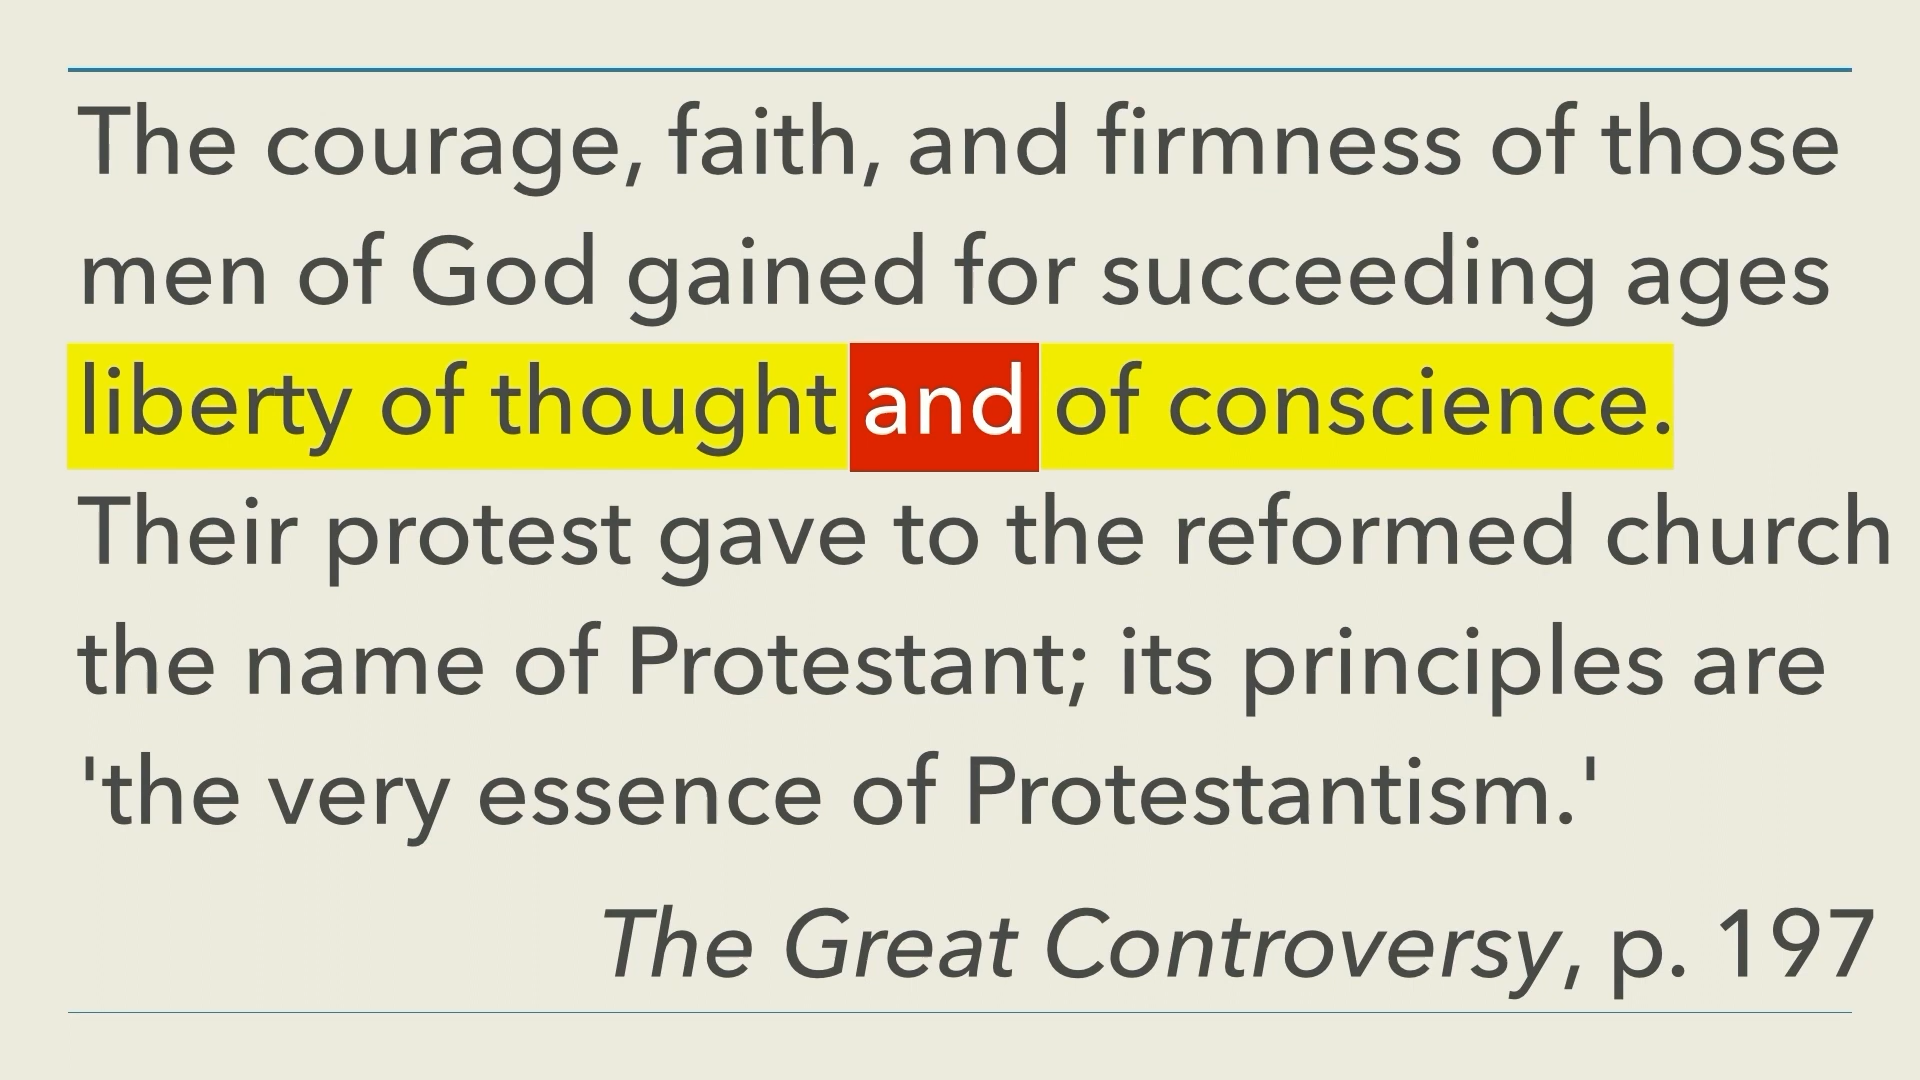 The courage, faith, and firmness of those
men of God gained for succeeding ages
liberty of thought and of conscience.
Their protest gave to the reformed church
the name of Protestant; its principles are
'the very essence of Protestantism.'
The Great Controversy, p. 197